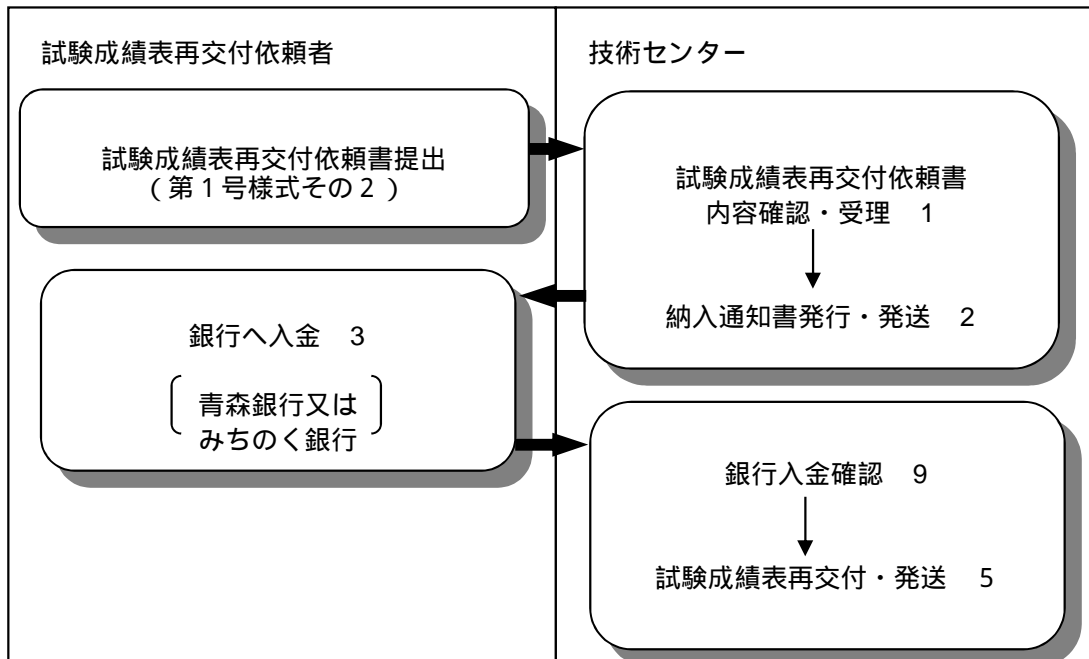 試験成績表再交付依頼者
技術センター
試験成績表再交付依頼書提出
(第1号様式その2)
試験成績表再交付依頼書
内容確認・受理 1
納入通知書発行・発送 2
銀行へ入金 3
青森銀行又は
みちのく銀行
銀行入金確認 9
試験成績表再交付・発送 5